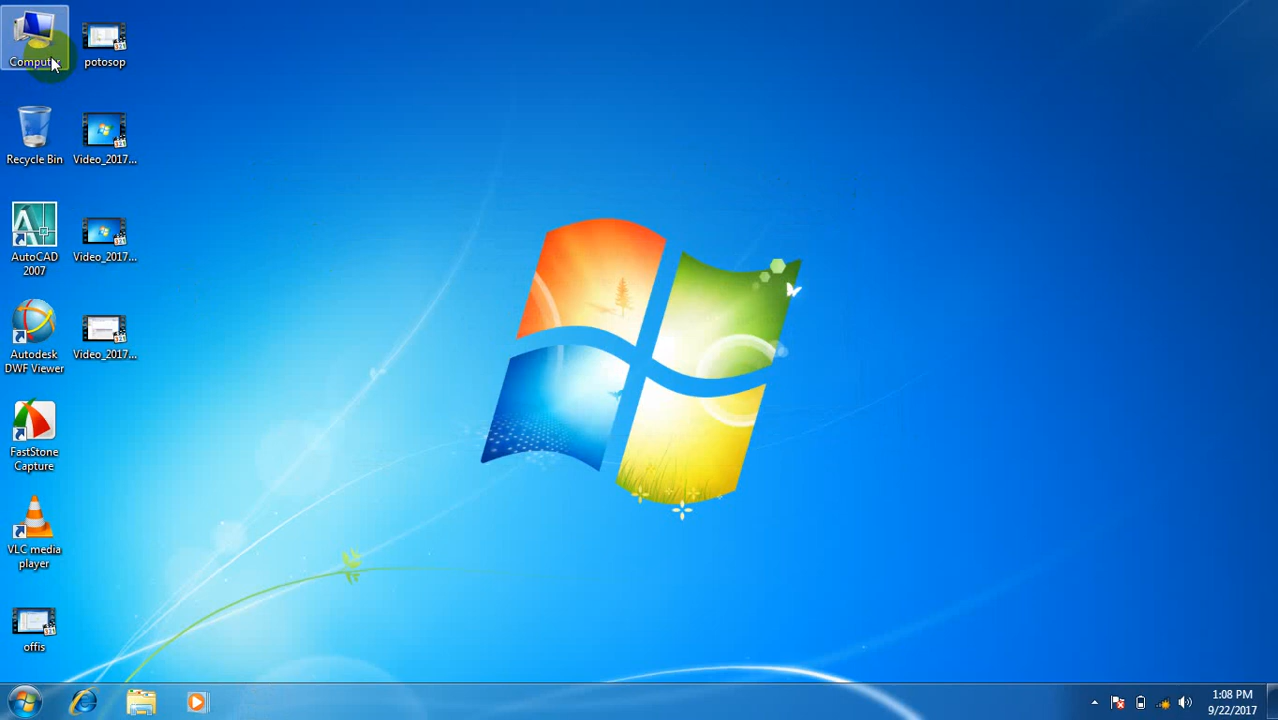 Computer
potosop
Recycle Bin
Video_2017...
AutoCAD
2007
Video_2017...
Autodesk
DWF Viewer
Video_2017...
FastStone
Capture
VLC media
player
offis
1:08 PM
9/22/2017